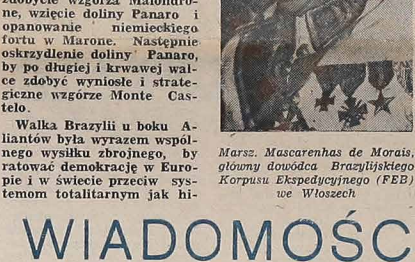 zdobycie wzgórza Malondro-
ne, wzięcie doliny Panaro i
opanowanie niemieckiego
fortu w Marone. Następnie
oskrzydlenie doliny Panaro,
by po długiej i krwawej wal-
ce zdobyć wyniosłe i strate-
giczne wzgórze Monte Cas-
telo.
Walka Brazylii u boku A-
liantów była wyrazem wspól-
nego wysiłku zbrojnego, by
ratować demokrację w Euro-
pie i w świecie przeciw sys-
temom totalitarnym jak hi-
Marsz. Mascarenhas de Morais,
główny dowódca Brazylijskiego
Korpusu Ekspedycyjnego (FEB)
we Włoszech
WIADOMOŚC